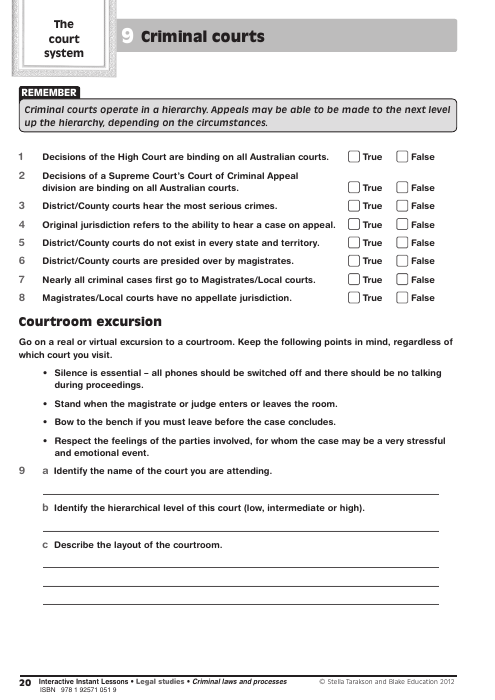 The
court
system
9 Criminal courts
REMEMBER
Criminal courts operate in a hierarchy. Appeals may be able to be made to the next level
up the hierarchy, depending on the circumstances.
1 Decisions of the High Court are binding on all Australian courts. True False
2 Decisions of a Supreme Court's Court of Criminal Appeal
division are binding on all Australian courts. True False
3 District/County courts hear the most serious crimes. True False
4 Original jurisdiction refers to the ability to hear a case on appeal. True False
5 District/County courts do not exist in every state and territory. True False
6 District/County courts are presided over by magistrates. True False
7 Nearly all criminal cases first go to Magistrates/Local courts. True False
8 Magistrates/Local courts have no appellate jurisdiction. True False
Courtroom excursion
Go on a real or virtual excursion to a courtroom. Keep the following points in mind, regardless of
which court you visit.
• Silence is essential – all phones should be switched off and there should be no talking
during proceedings.
• Stand when the magistrate or judge enters or leaves the room.
• Bow to the bench if you must leave before the case concludes.
• Respect the feelings of the parties involved, for whom the case may be a very stressful
and emotional event.
9 a Identify the name of the court you are attending.
b Identify the hierarchical level of this court (low, intermediate or high).
c Describe the layout of the courtroom.
20 Interactive Instant Lessons • Legal studies • Criminal laws and processes © Stella Tarakson and Blake Education 2012
ISBN 978 1 92571 051 9